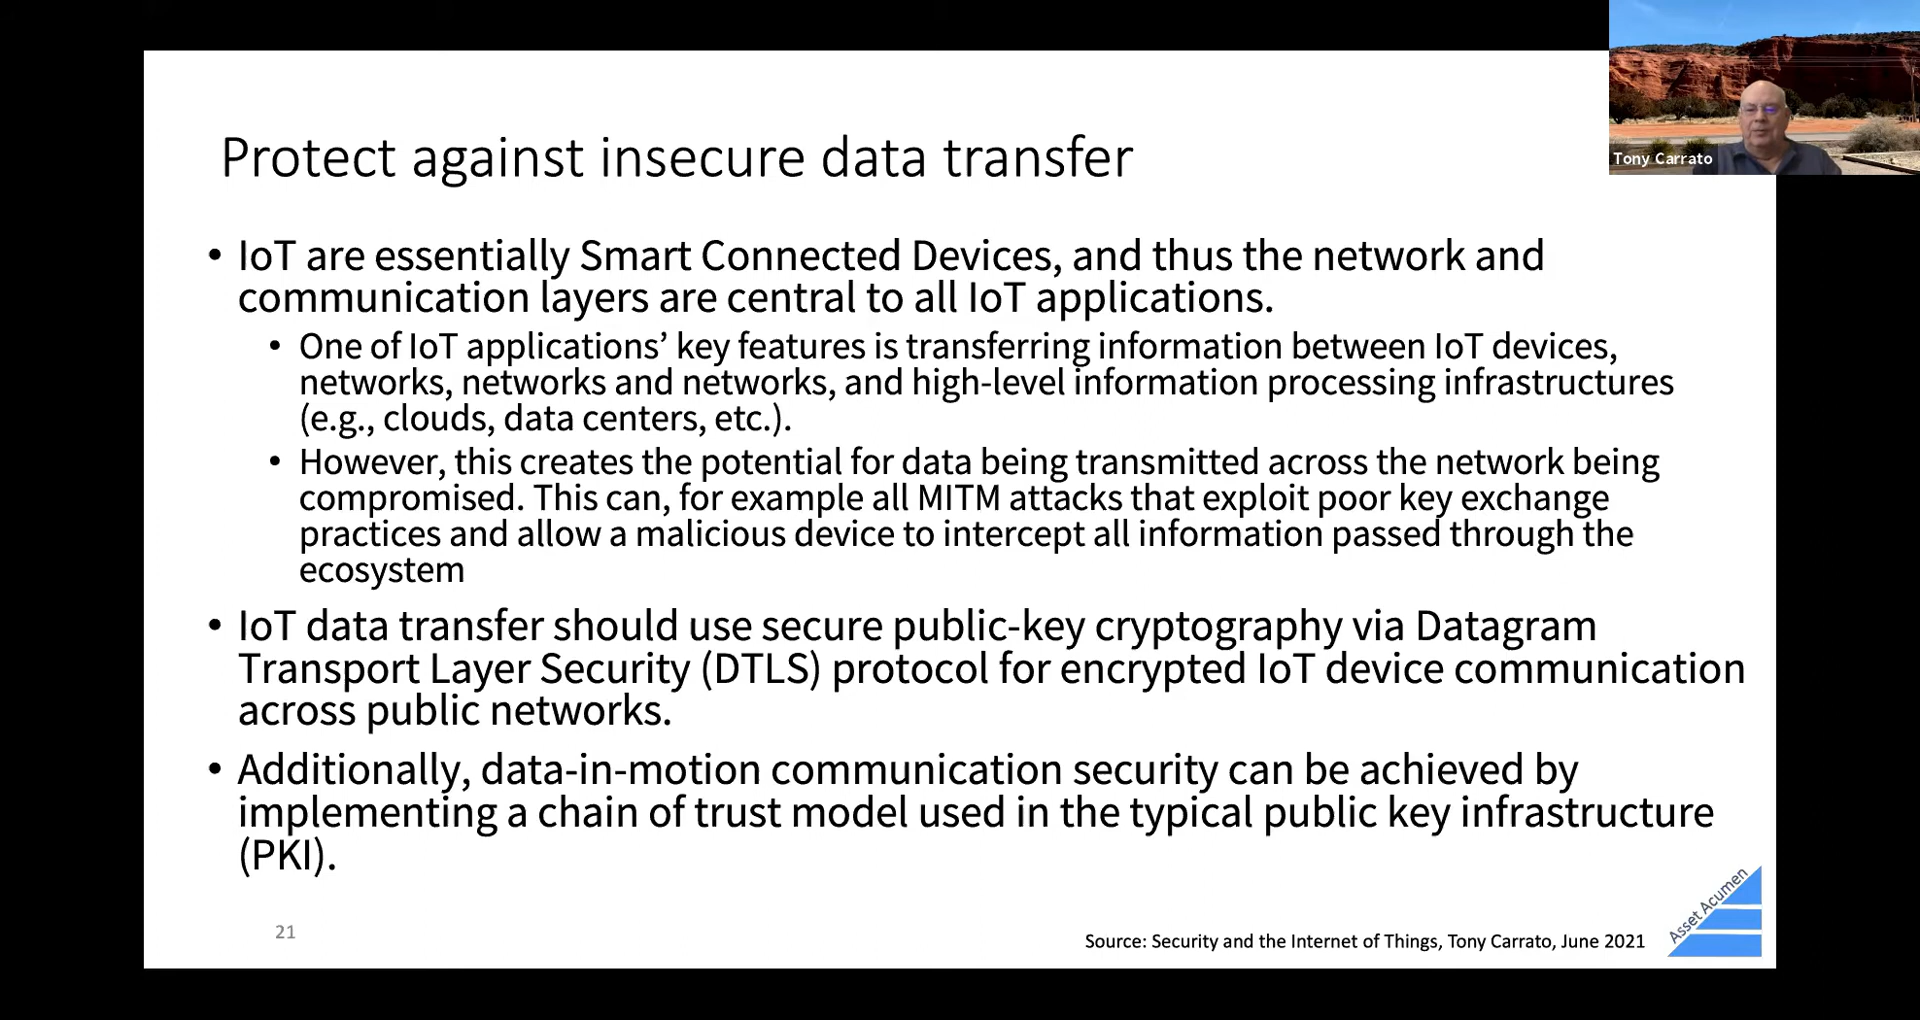 Protect against insecure data transfer
Tony Carrato
• IoT are essentially Smart Connected Devices, and thus the network and
communication layers are central to all IoT applications.
• One of IoT applications’ key features is transferring information between IoT devices,
networks, networks and networks, and high-level information processing infrastructures
(e.g., clouds, data centers, etc.).
• However, this creates the potential for data being transmitted across the network being
compromised. This can, for example all MITM attacks that exploit poor key exchange
practices and allow a malicious device to intercept all information passed through the
ecosystem
• IoT data transfer should use secure public-key cryptography via Datagram
Transport Layer Security (DTLS) protocol for encrypted IoT device communication
across public networks.
• Additionally, data-in-motion communication security can be achieved by
implementing a chain of trust model used in the typical public key infrastructure
(PKI).
21
Source: Security and the Internet of Things, Tony Carrato, June 2021
Asset Acumen